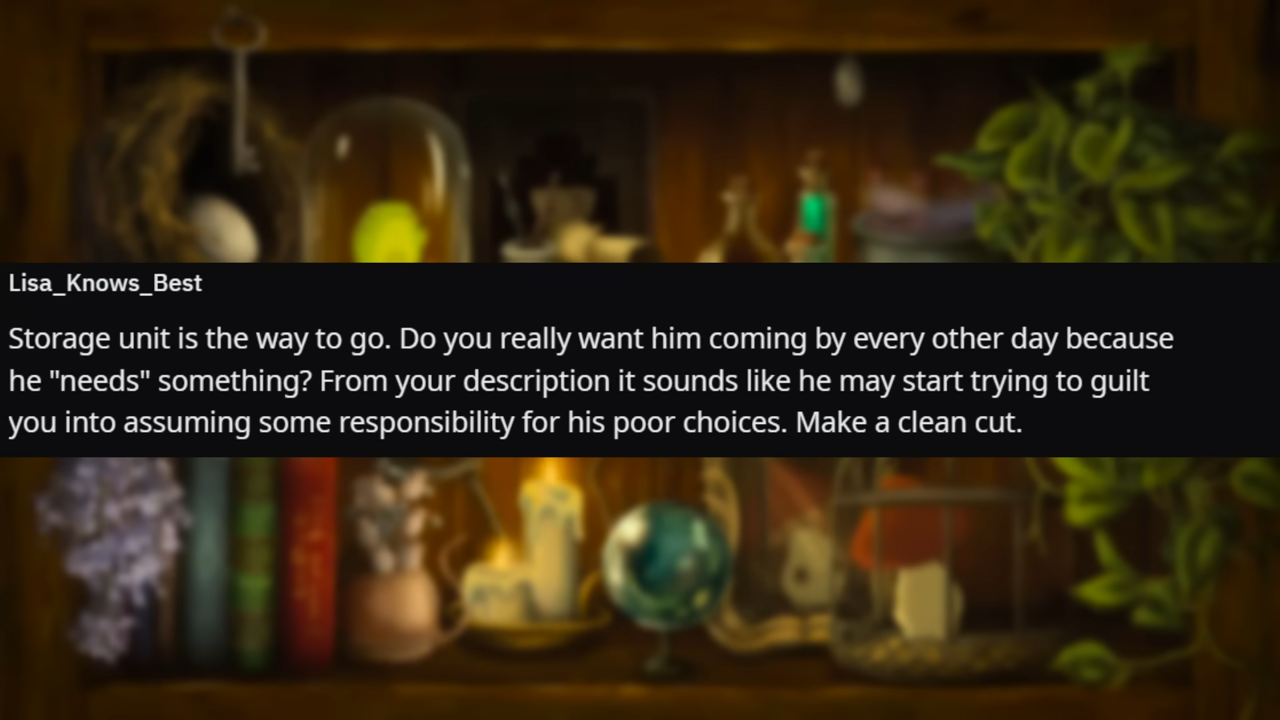 Lisa_Knows_Best
Storage unit is the way to go. Do you really want him coming by every other day because
he "needs" something? From your description it sounds like he may start trying to guilt
you into assuming some responsibility for his poor choices. Make a clean cut.